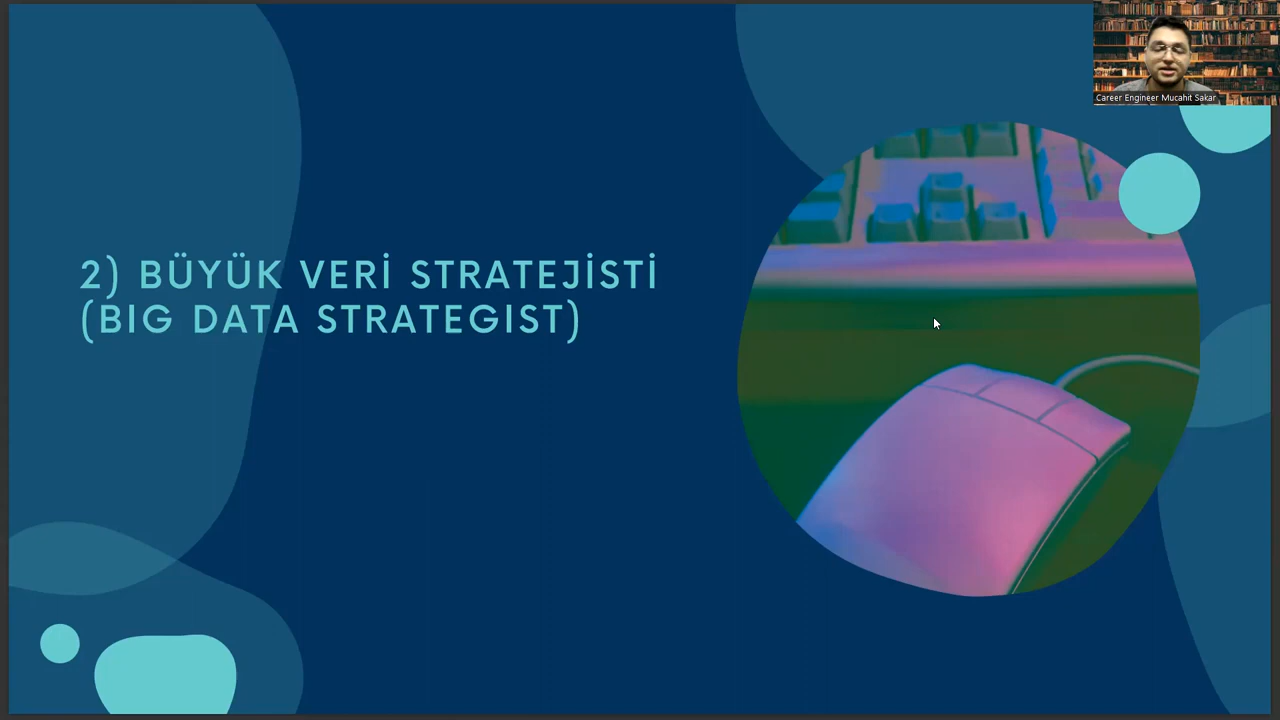 Career Engineer Mucahit Sakar
2) BÜYÜK VERİ STRATEJİSTİ
(BIG DATA STRATEGIST)